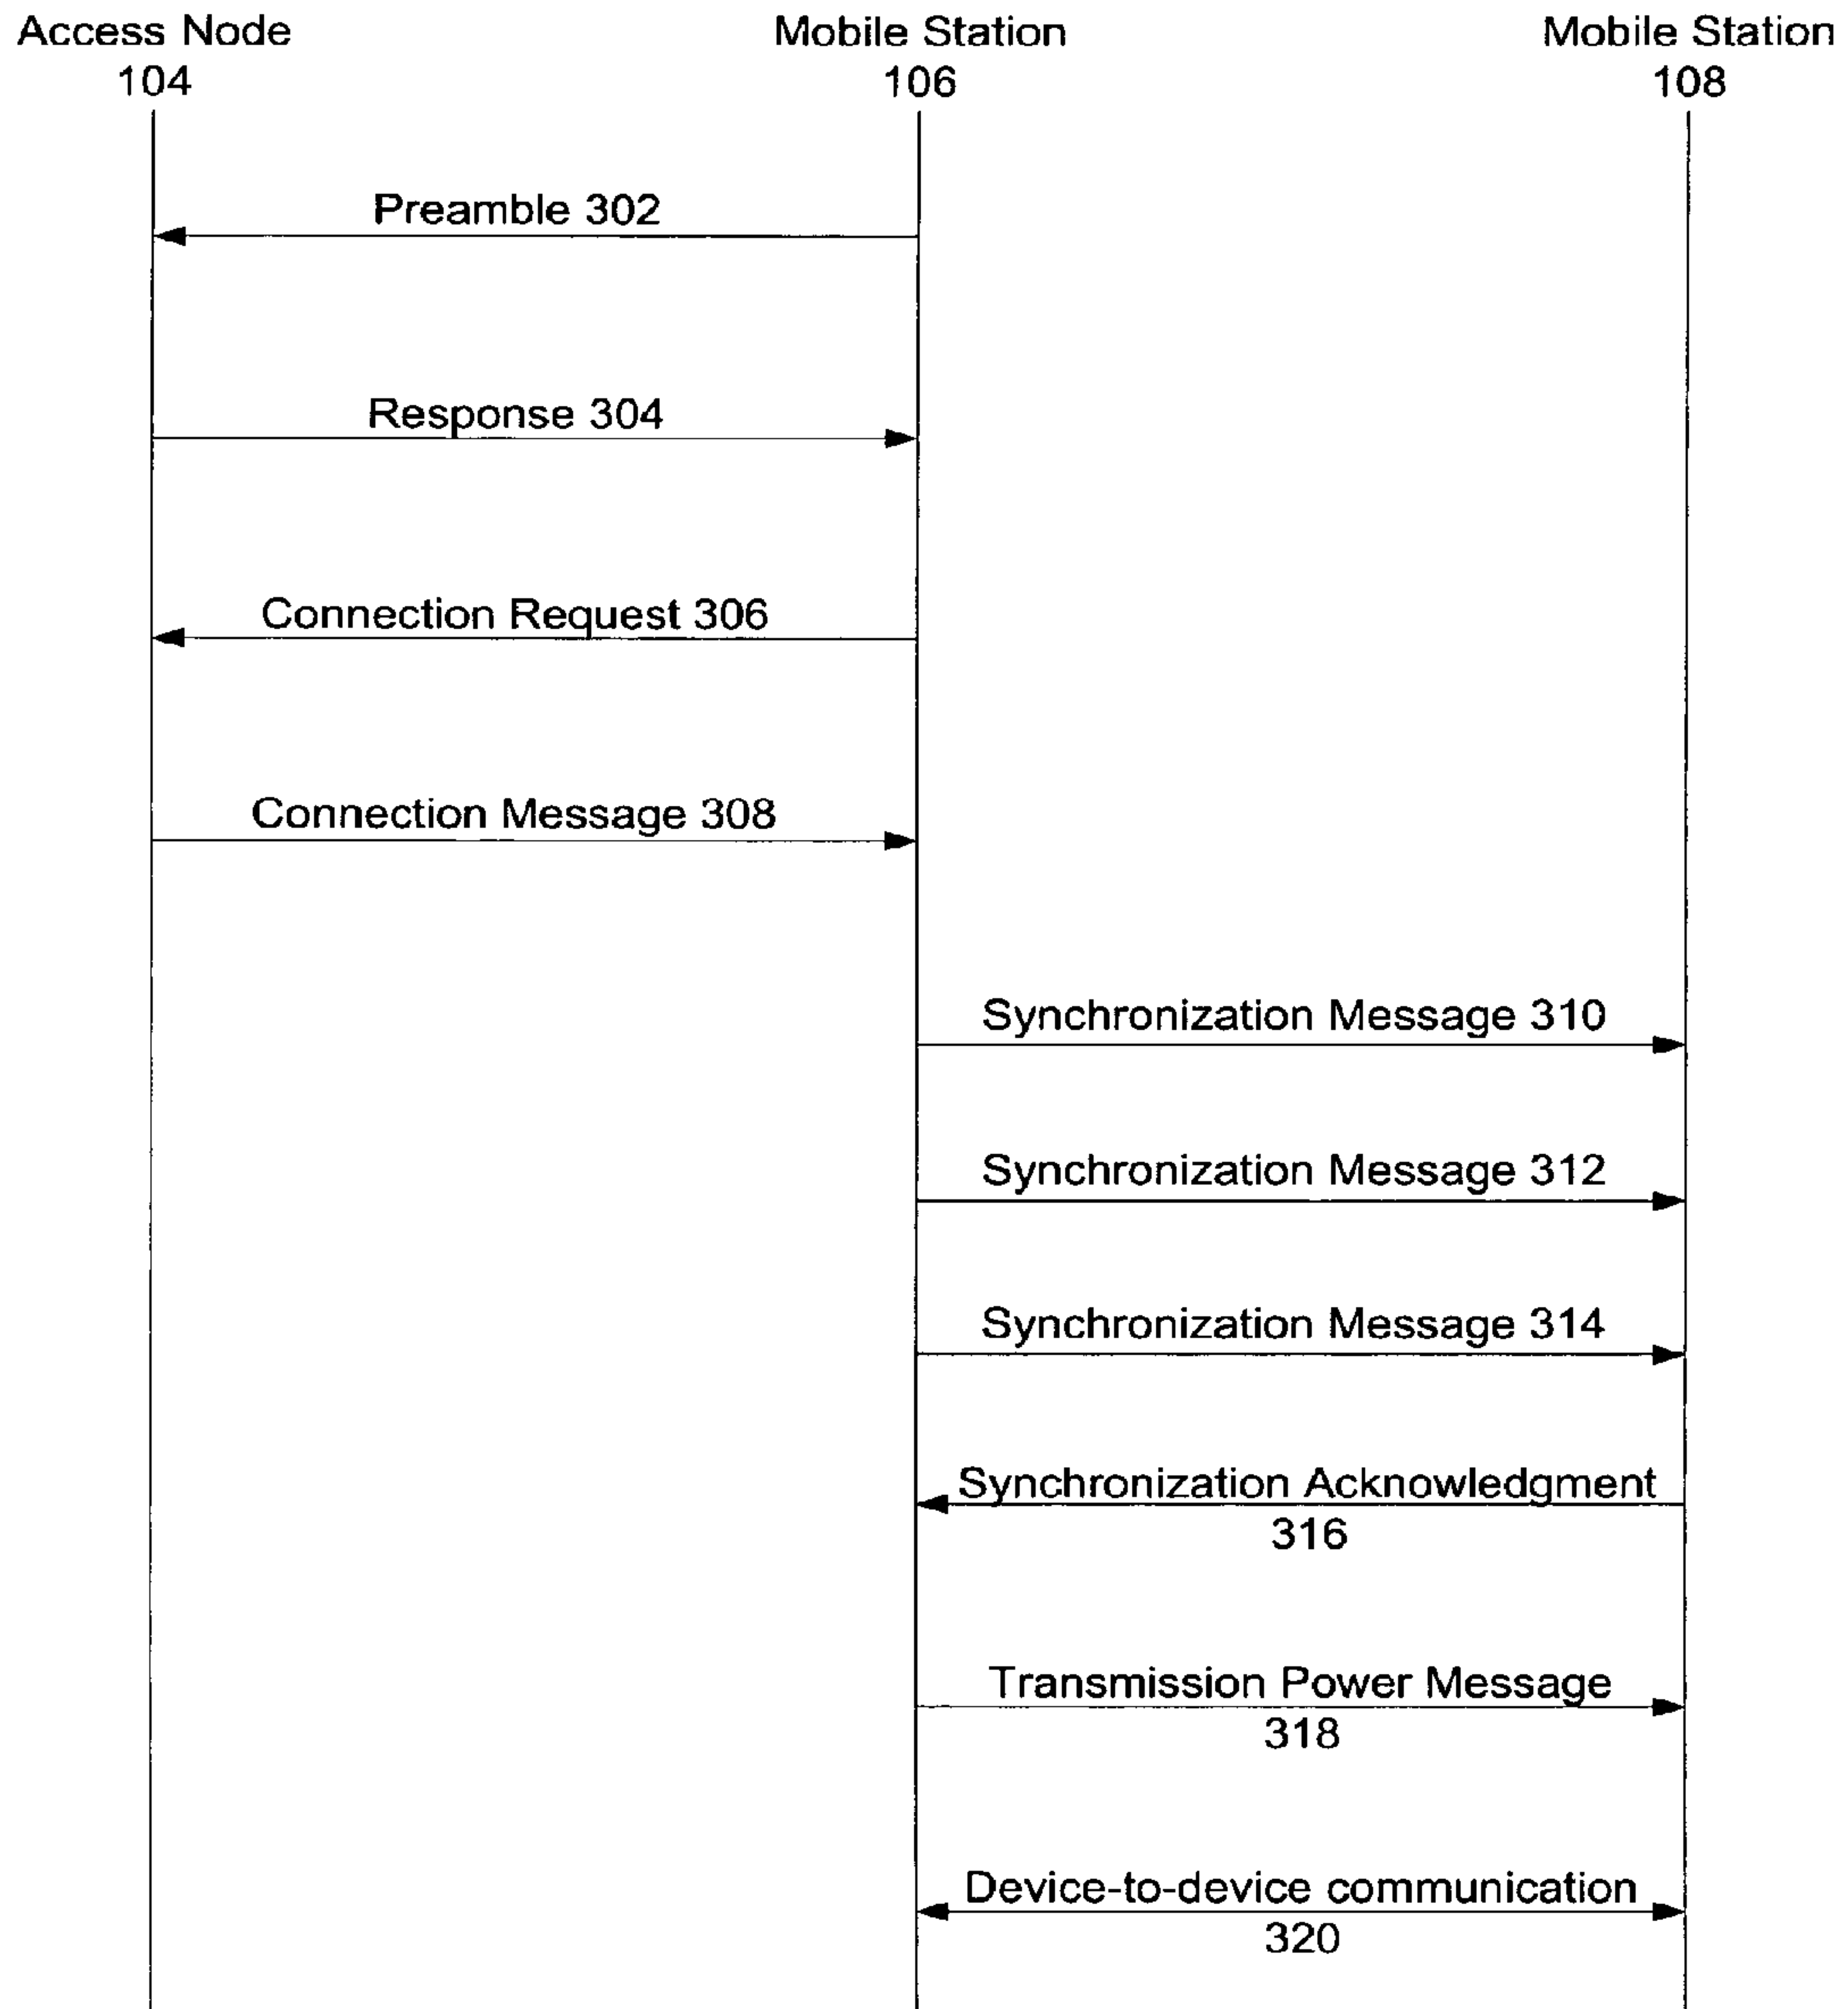 Access Node
104
Mobile Station
106
Mobile Station
108
Preamble 302
Response 304
Connection Request 306
Connection Message 308
Synchronization Message 310
Synchronization Message 312
Synchronization Message 314
Synchronization Acknowledgment
316
Transmission Power Message
318
Device-to-device communication
320